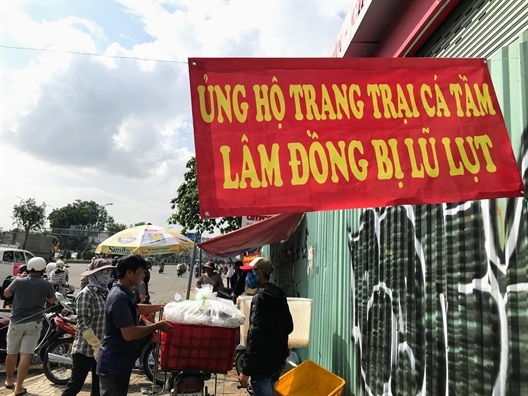 ỦNG HỘ TRANG TRẠI CÁ TẦM
LÂM ĐỒNG BỊ LŨ LỤT